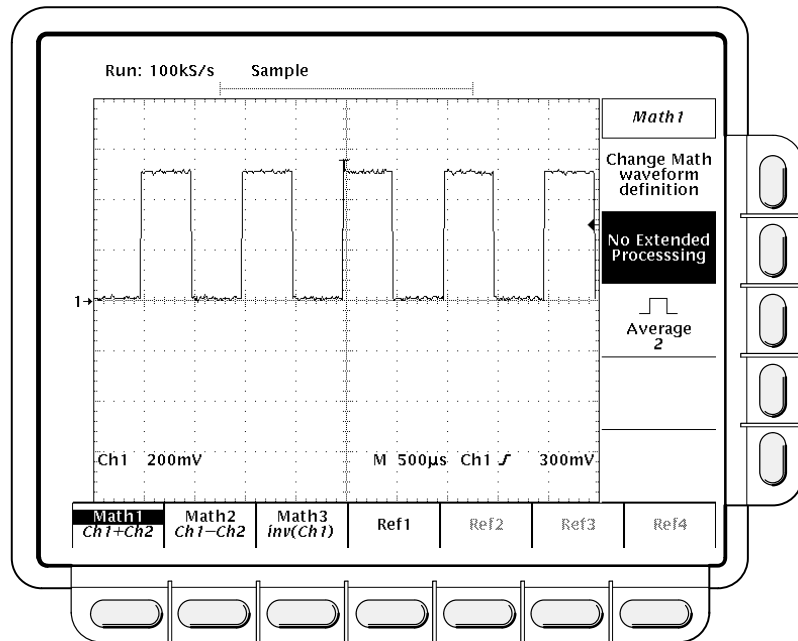 Run: 100kS/s Sample
Math1
Change Math
waveform
definition
No Extended
Processsing
Average
2
T
1
Ch1 200mV M 500µs Ch1 300mV
Math1
Ch1+Ch2
Math2
Ch1−Ch2
Math3
inv(Ch1)
Ref1
Ref2
Ref3
Ref4